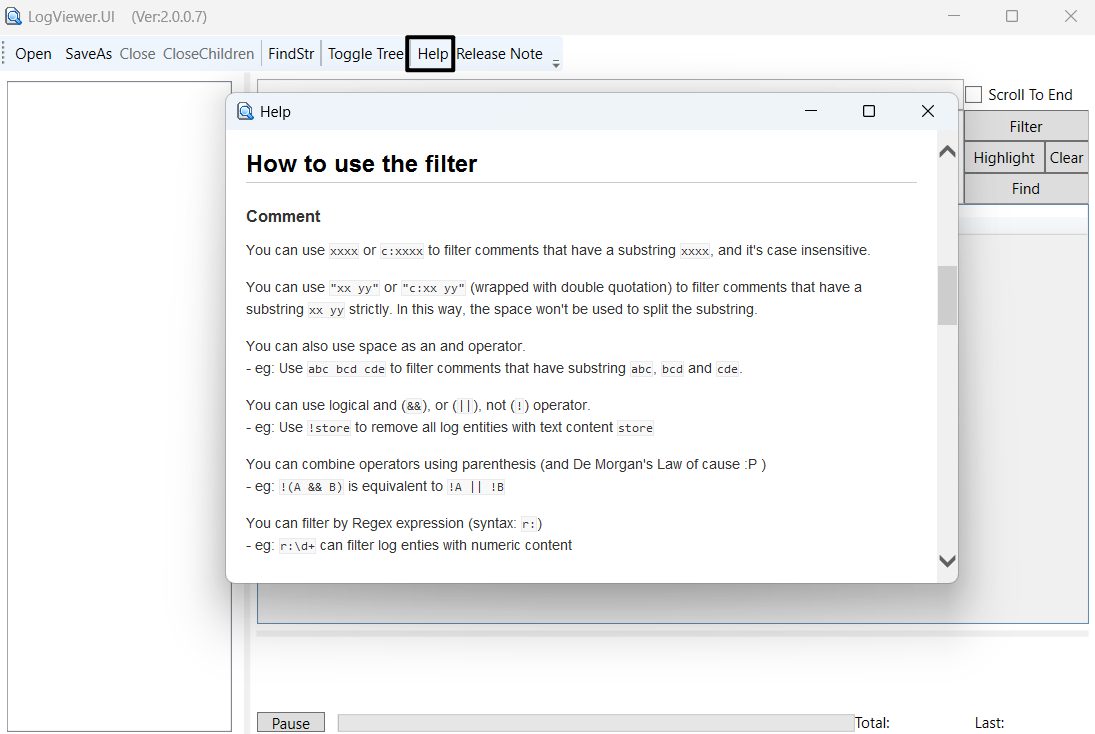 LogViewer.UI (Ver:2.0.0.7)
Open SaveAs Close CloseChildren FindStr Toggle Tree Help Release Note
Scroll To End
Filter
Highlight Clear
Find
Help
How to use the filter
Comment
You can use xxxx or c:xxxx to filter comments that have a substring xxxx, and it's case insensitive.
You can use "xx yy" or "c:xx yy" (wrapped with double quotation) to filter comments that have a
substring xx yy strictly. In this way, the space won't be used to split the substring.
You can also use space as an and operator.
- eg: Use abc bcd cde to filter comments that have substring abc, bcd and cde.
You can use logical and (&&), or (||), not (!) operator.
- eg: Use !store to remove all log entities with text content store
You can combine operators using parenthesis (and De Morgan's Law of cause :P )
- eg: !(A && B) is equivalent to !A || !B
You can filter by Regex expression (syntax: r:)
- eg: r:\d+ can filter log enties with numeric content
Pause Total: Last: